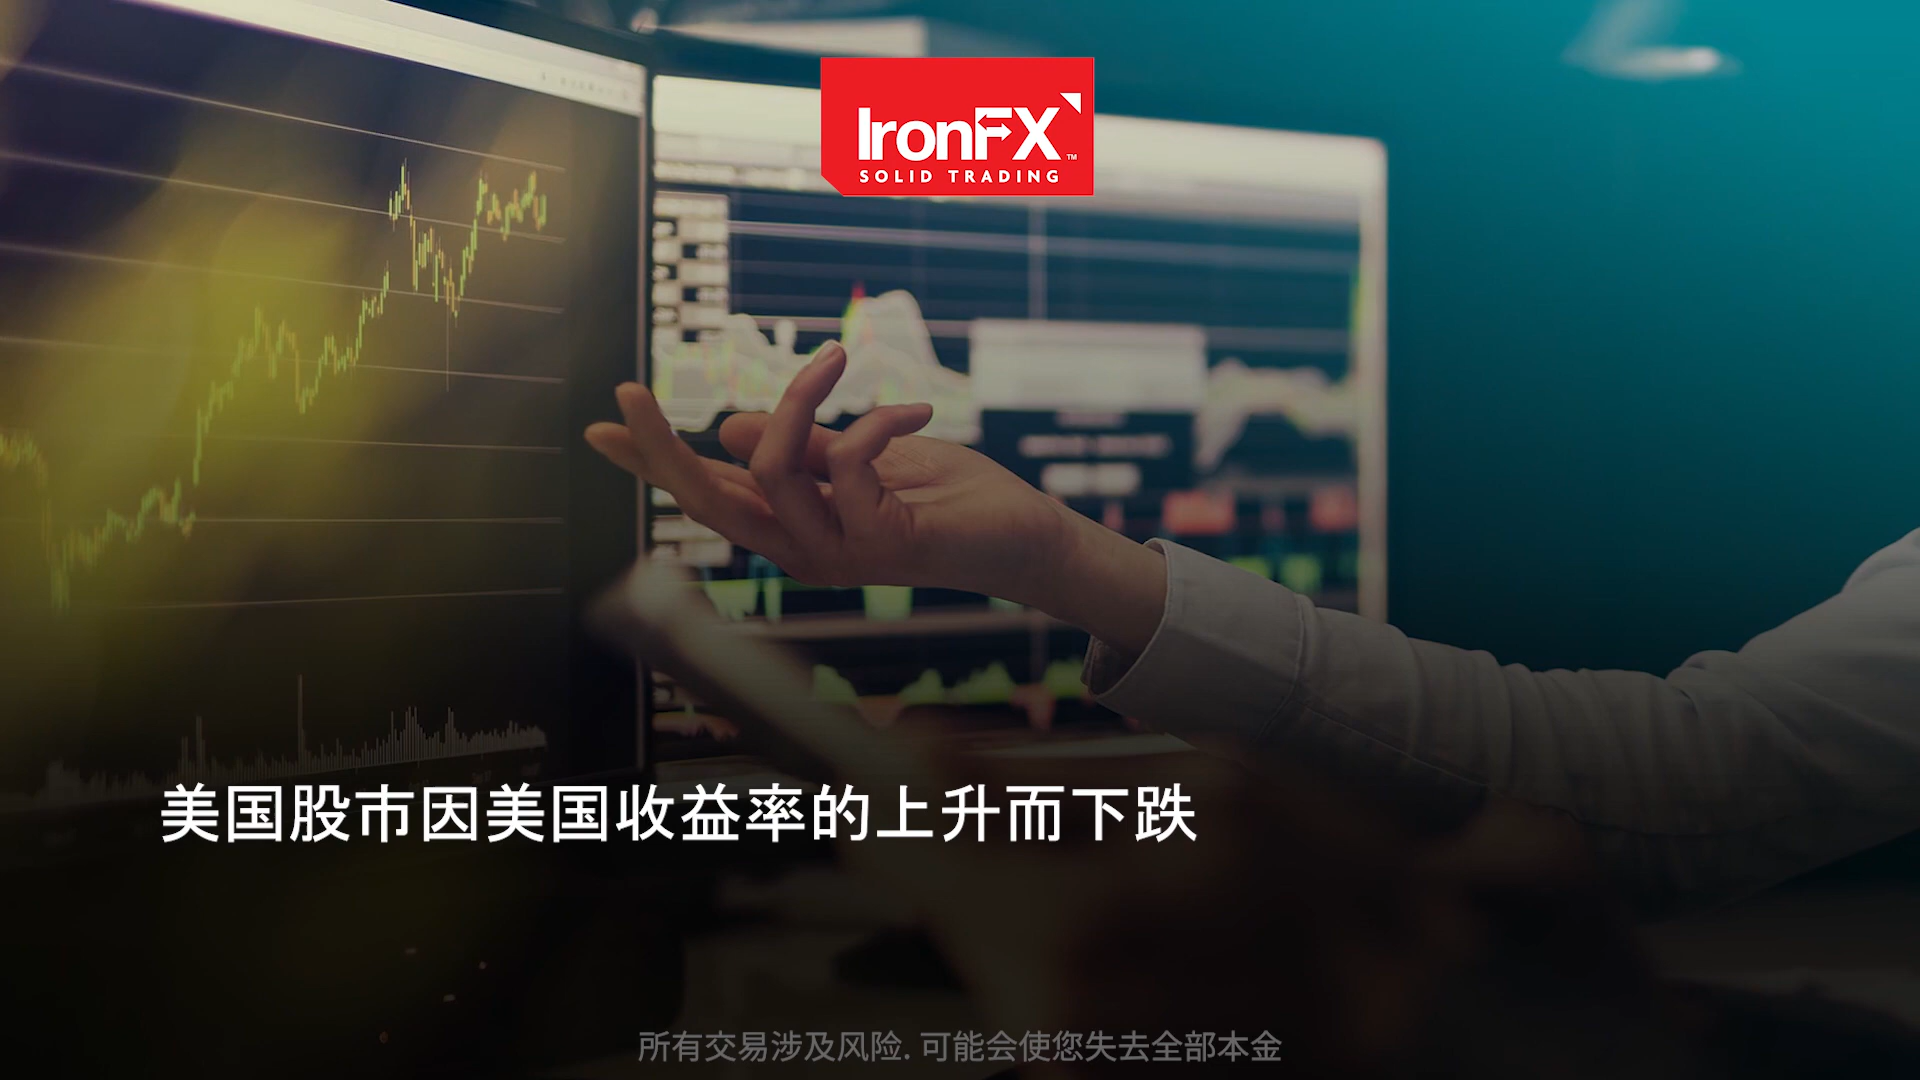 IronFX™
SOLID TRADING
美国股市因美国收益率的上升而下跌
所有交易涉及风险. 可能会使您失去全部本金